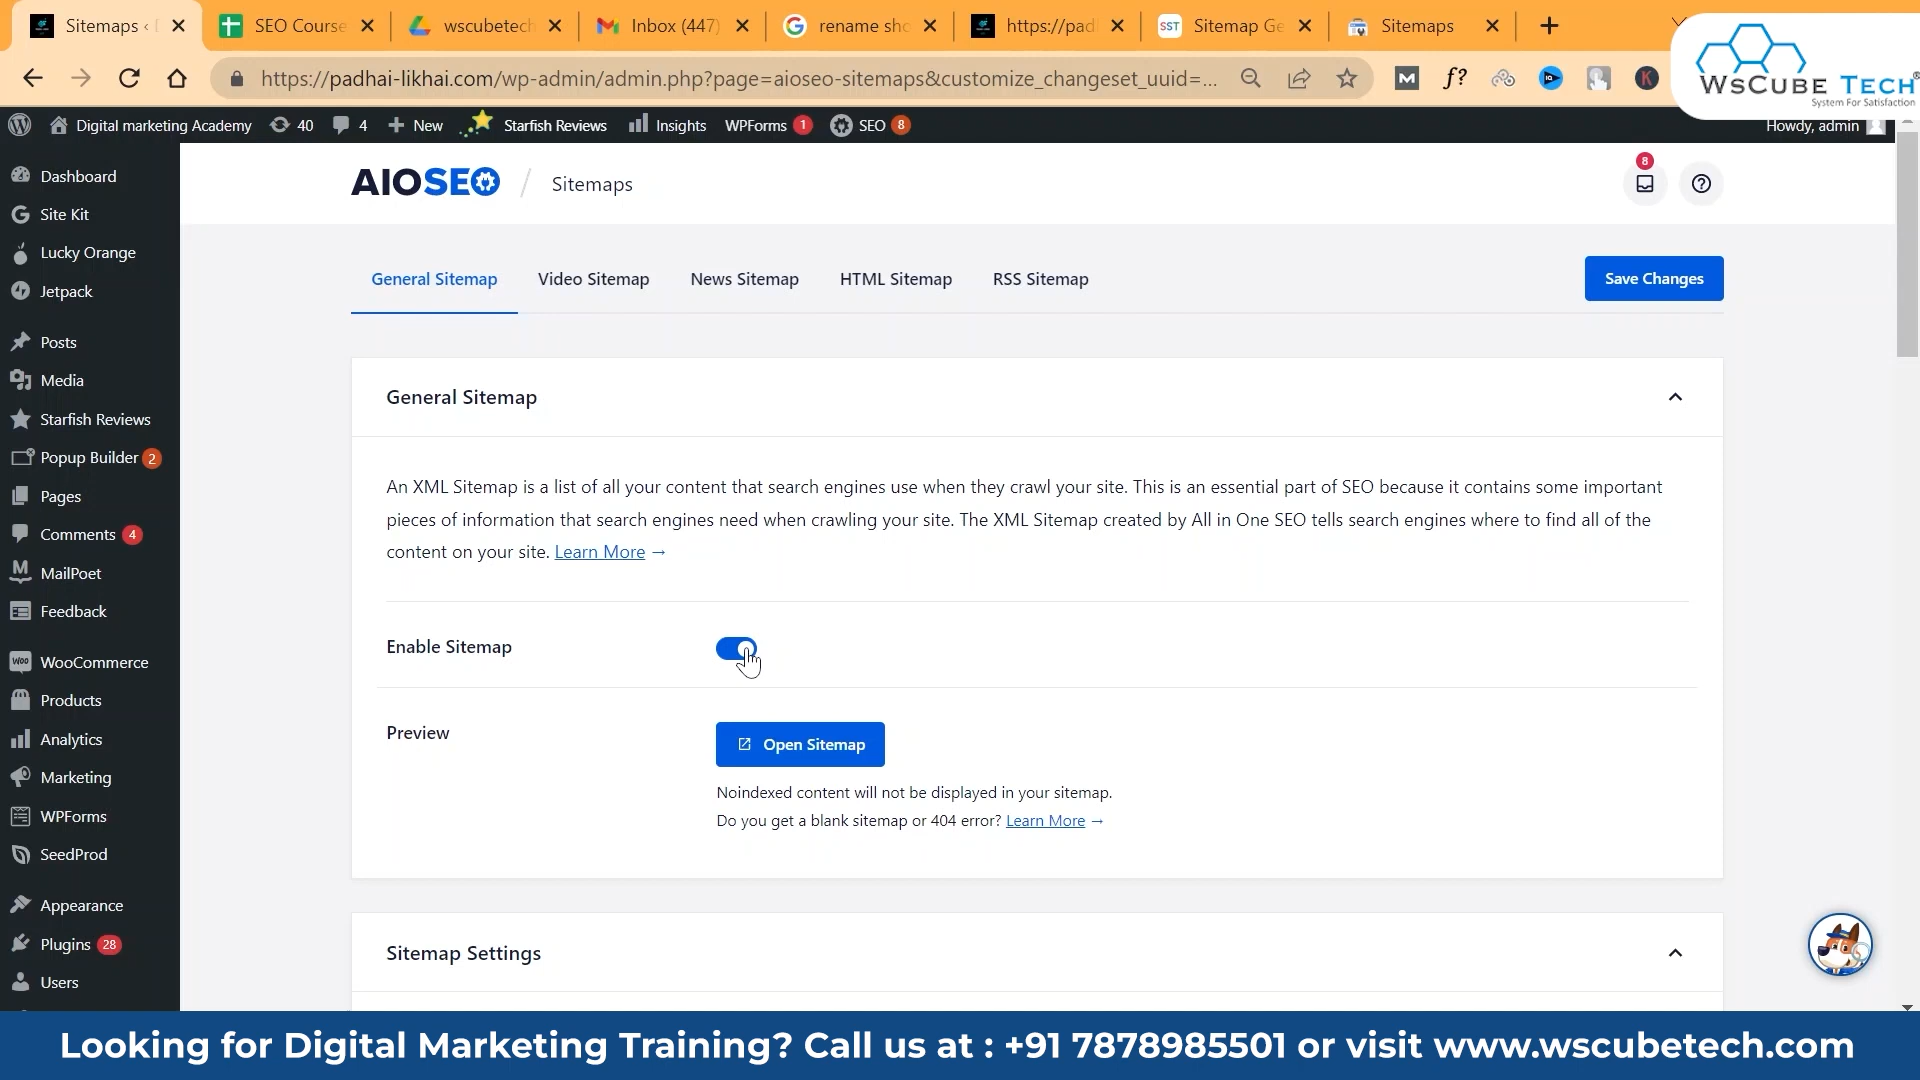 Sitemaps ‹ D
SEO Course
wscubetech
Inbox (447)
rename sho
https://padh
SST Sitemap Ge
Sitemaps
https://padhai-likhai.com/wp-admin/admin.php?page=aioseo-sitemaps&customize_changeset_uuid=...
M
f?
K
WsCube Tech®
System For Satisfaction
Digital marketing Academy
40
4
New
Starfish Reviews
Insights
WPForms 1
SEO 8
Howdy, admin
Dashboard
Site Kit
Lucky Orange
Jetpack
Posts
Media
Starfish Reviews
Popup Builder 2
Pages
Comments 4
MailPoet
Feedback
WooCommerce
Products
Analytics
Marketing
WPForms
SeedProd
Appearance
Plugins 28
Users
AIOSEO / Sitemaps
8
General Sitemap
Video Sitemap
News Sitemap
HTML Sitemap
RSS Sitemap
Save Changes
General Sitemap
An XML Sitemap is a list of all your content that search engines use when they crawl your site. This is an essential part of SEO because it contains some important
pieces of information that search engines need when crawling your site. The XML Sitemap created by All in One SEO tells search engines where to find all of the
content on your site. Learn More →
Enable Sitemap
Preview
Open Sitemap
Noindexed content will not be displayed in your sitemap.
Do you get a blank sitemap or 404 error? Learn More →
Sitemap Settings
Looking for Digital Marketing Training? Call us at : +91 7878985501 or visit www.wscubetech.com